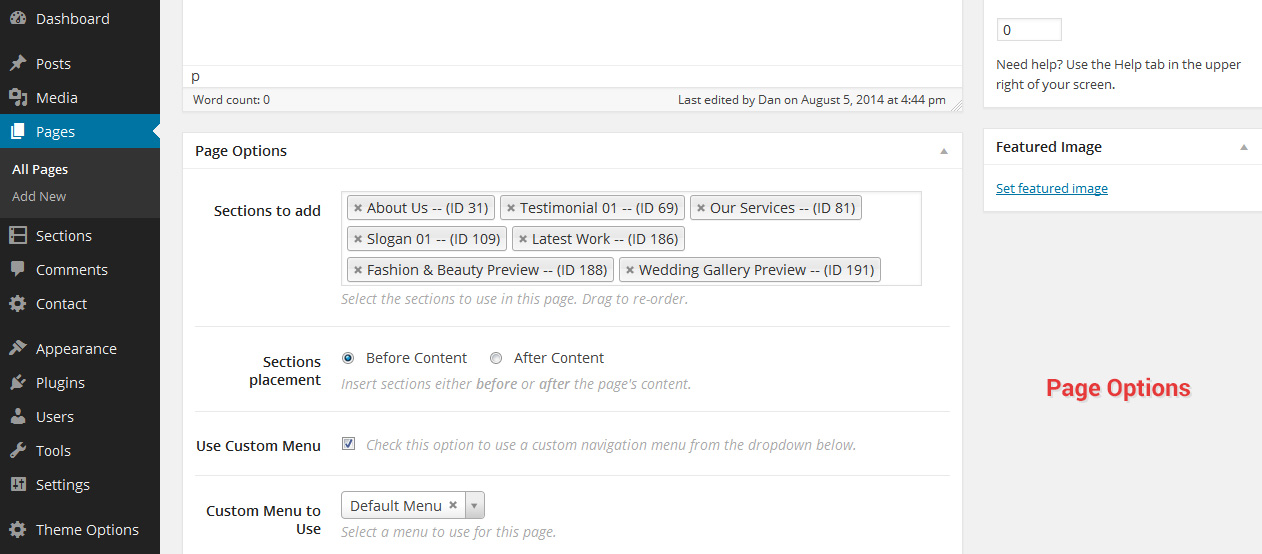 Dashboard
Posts
Media
Pages
All Pages
Add New
Sections
Comments
Contact
Appearance
Plugins
Users
Tools
Settings
Theme Options
p
Word count: 0
Last edited by Dan on August 5, 2014 at 4:44 pm
Page Options
Sections to add
× About Us -- (ID 31) × Testimonial 01 -- (ID 69) × Our Services -- (ID 81)
× Slogan 01 -- (ID 109) × Latest Work -- (ID 186)
× Fashion & Beauty Preview -- (ID 188) × Wedding Gallery Preview -- (ID 191)
Select the sections to use in this page. Drag to re-order.
Sections
placement
Before Content After Content
Insert sections either before or after the page's content.
Use Custom Menu
Check this option to use a custom navigation menu from the dropdown below.
Custom Menu to
Use
Default Menu ×
Select a menu to use for this page.
0
Need help? Use the Help tab in the upper
right of your screen.
Featured Image
Set featured image
Page Options